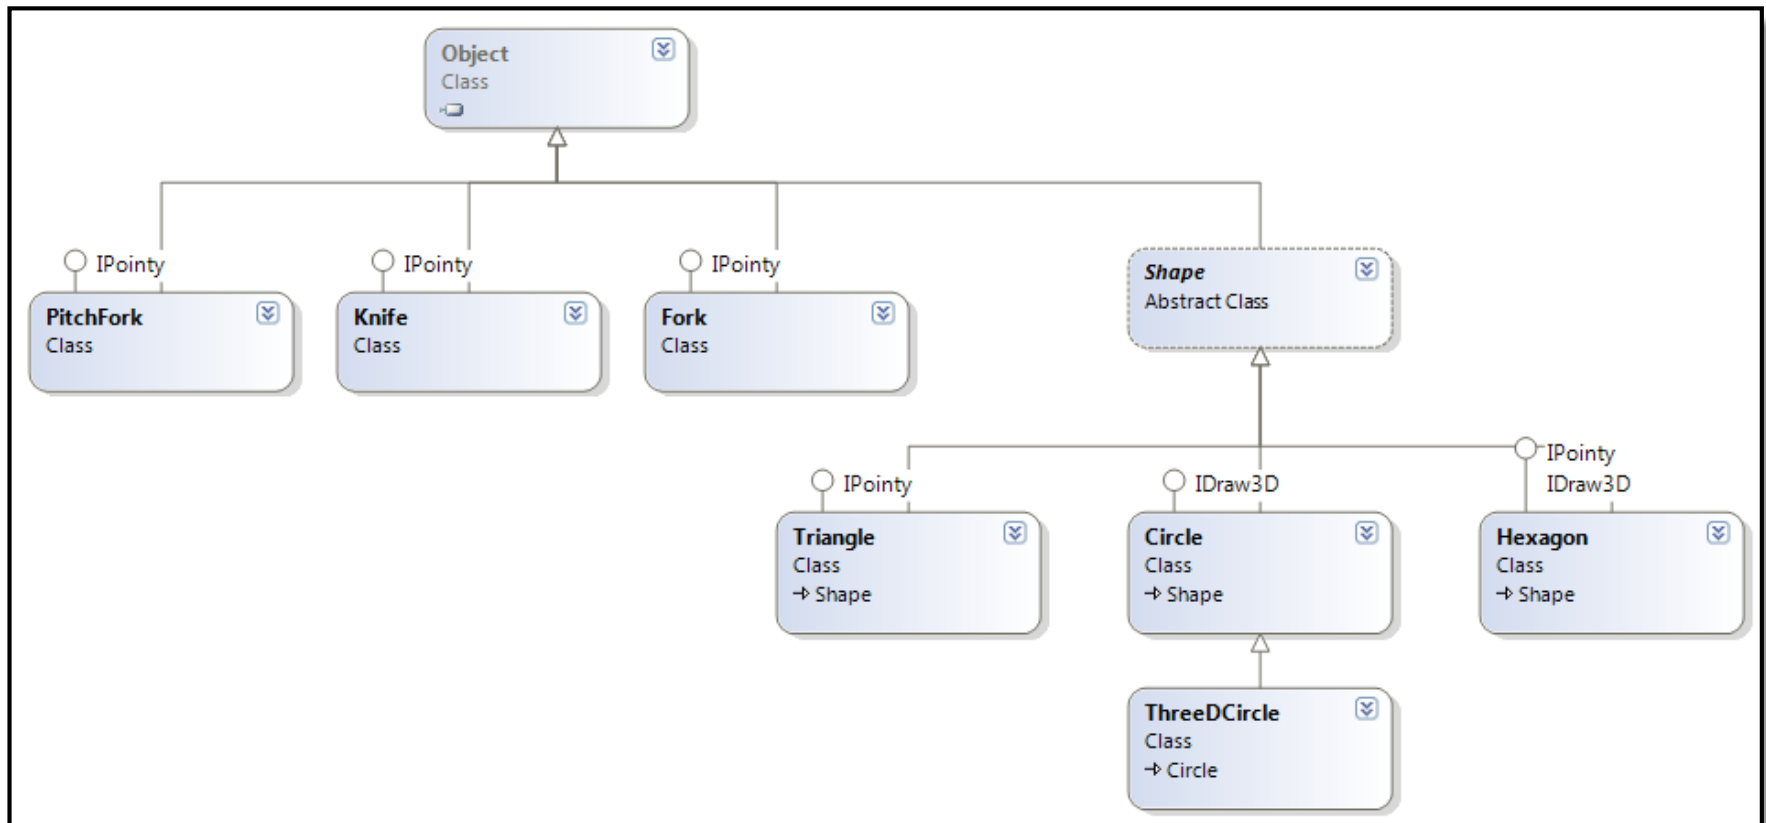 Object
Class
IPointy
PitchFork
Class
IPointy
Knife
Class
IPointy
Fork
Class
Shape
Abstract Class
IPointy
Triangle
Class
Shape
IDraw3D
Circle
Class
Shape
IPointy
IDraw3D
Hexagon
Class
Shape
ThreeDCircle
Class
Circle